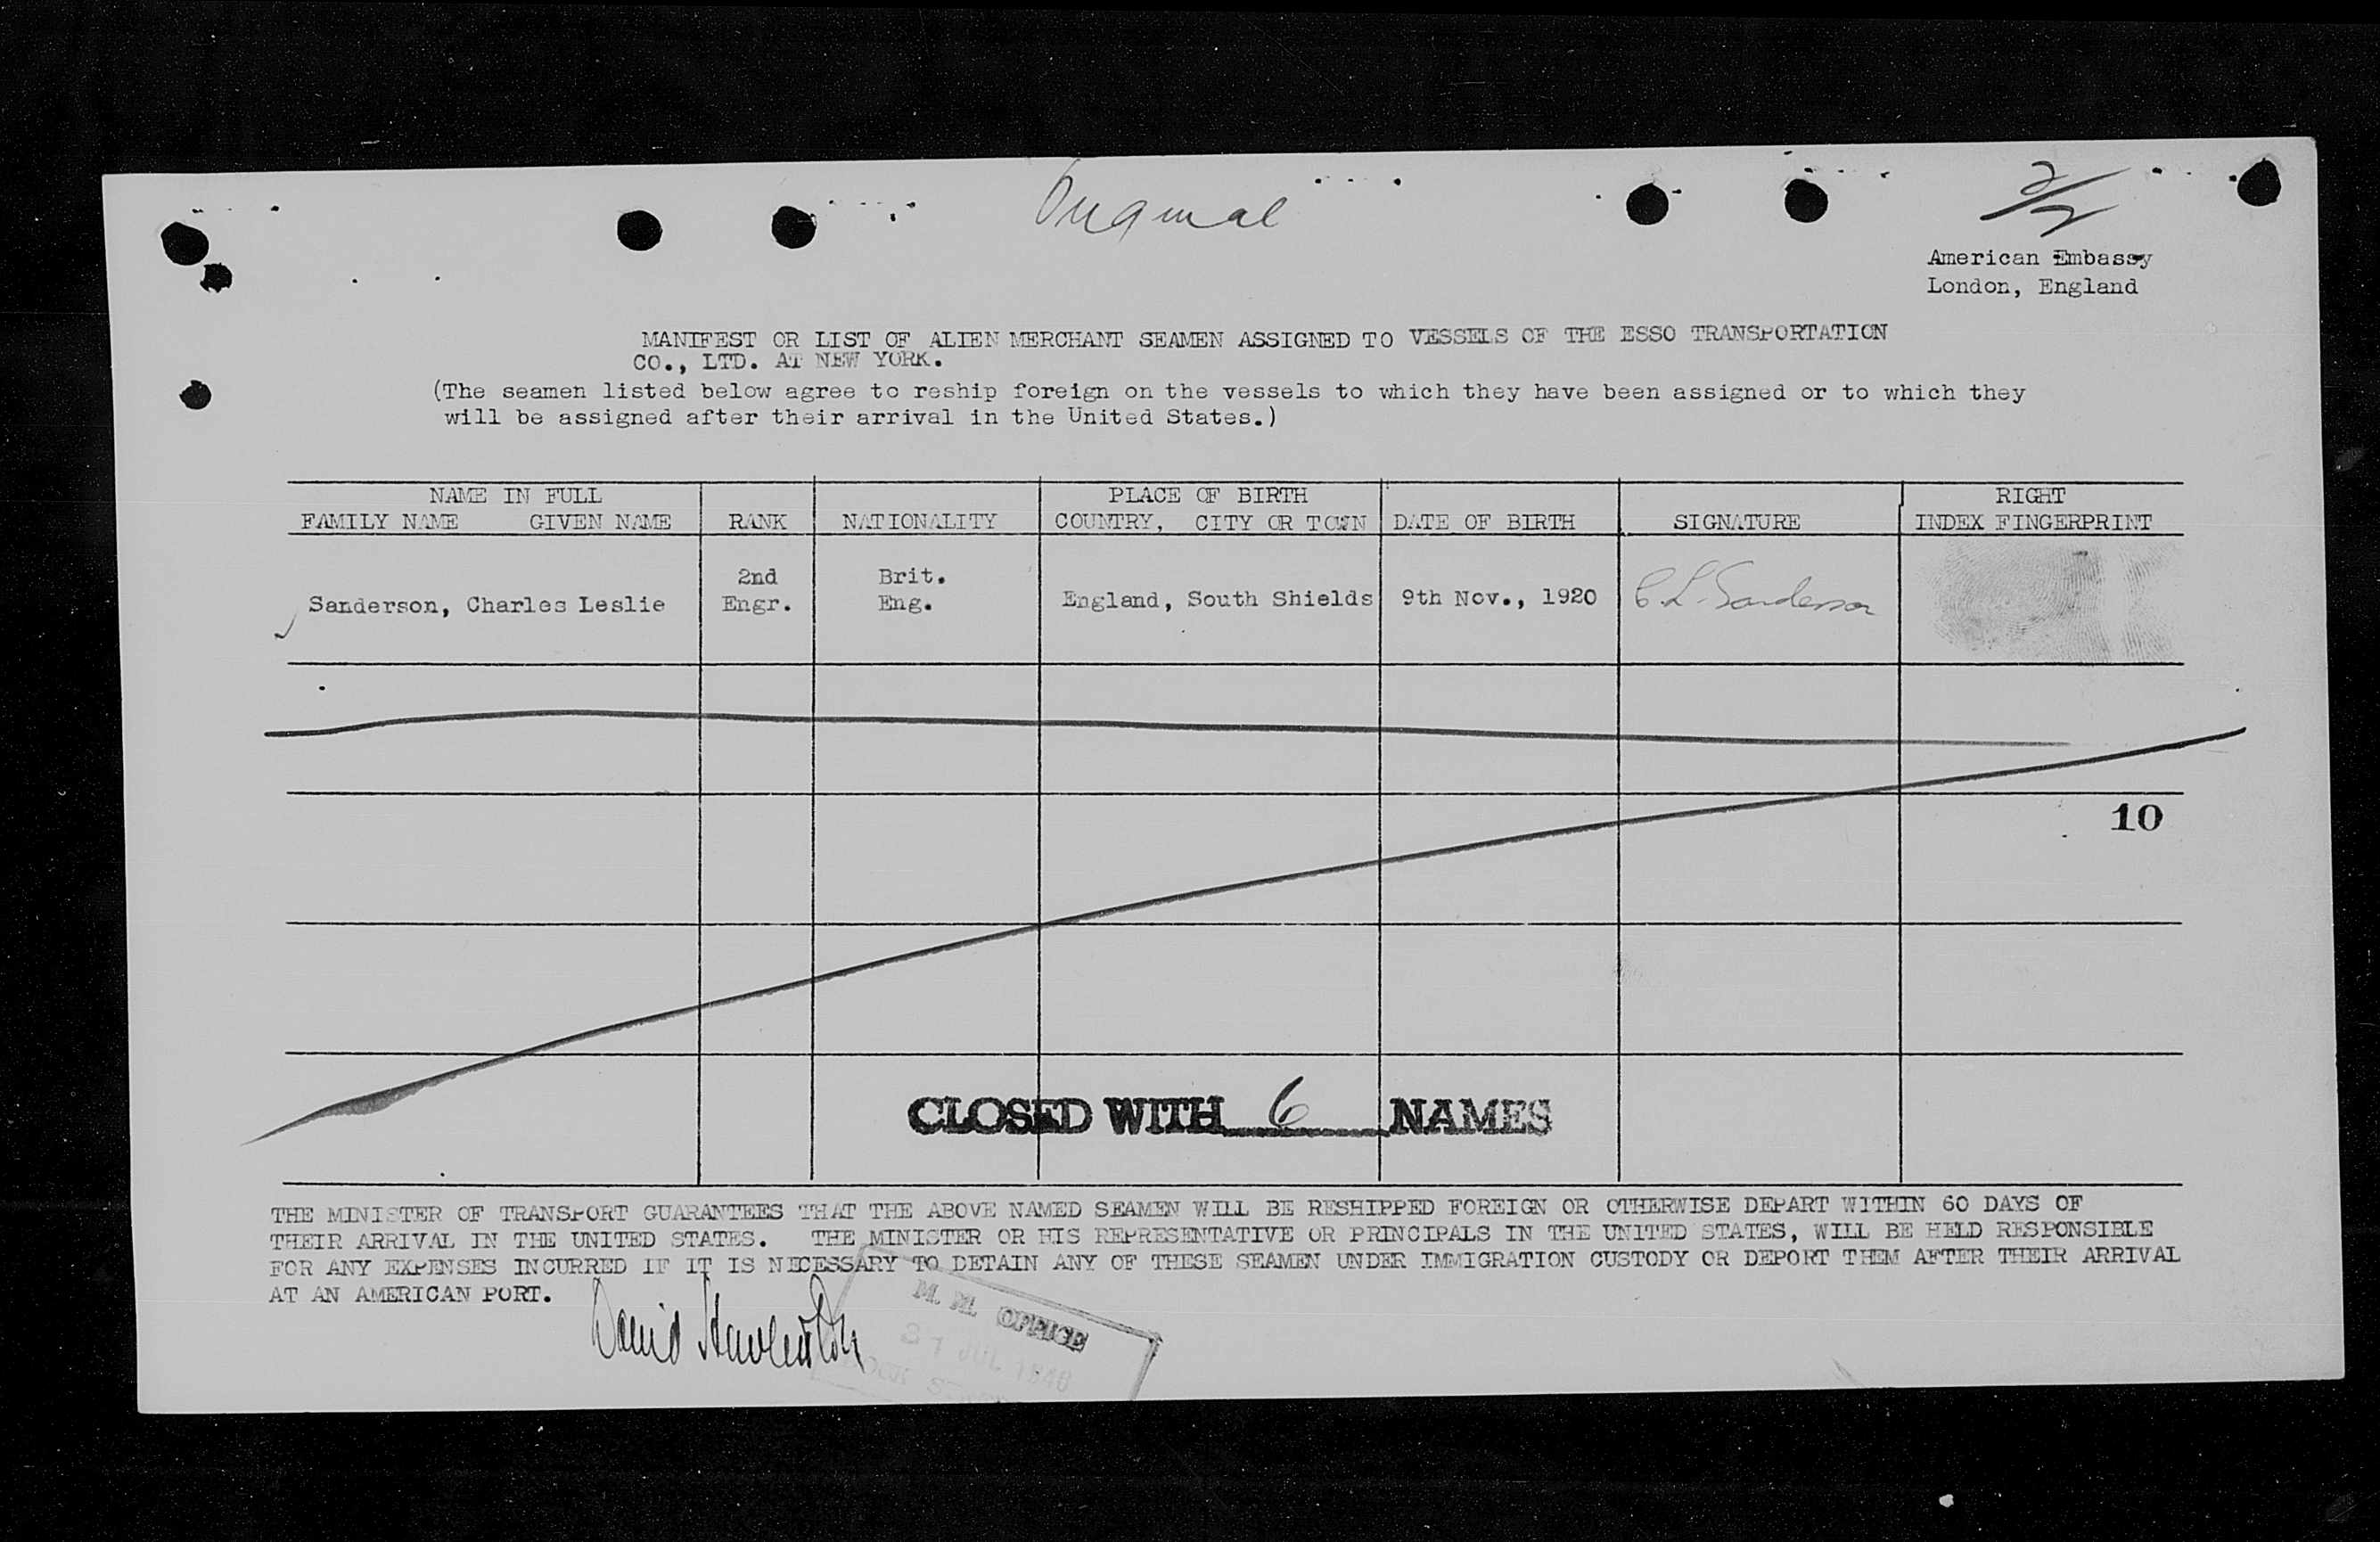 Original
2/2
American Embassy
London, England
MANIFEST OR LIST OF ALIEN MERCHANT SEAMEN ASSIGNED TO VESSELS OF THE ESSO TRANSPORTATION
CO., LTD. AT NEW YORK.
(The seamen listed below agree to reship foreign on the vessels to which they have been assigned or to which they
will be assigned after their arrival in the United States.)
NAME IN FULL PLACE OF BIRTH RIGHT
FAMILY NAME GIVEN NAME RANK NATIONALITY COUNTRY, CITY OR TOWN DATE OF BIRTH SIGNATURE INDEX FINGERPRINT
2nd Brit.
Sanderson, Charles Leslie Engr. Eng. England, South Shields 9th Nov., 1920 C. L. Sanderson
10
CLOSED WITH 6 NAMES
THE MINISTER OF TRANSPORT GUARANTEES THAT THE ABOVE NAMED SEAMEN WILL BE RESHIPPED FOREIGN OR OTHERWISE DEPART WITHIN 60 DAYS OF
THEIR ARRIVAL IN THE UNITED STATES. THE MINISTER OR HIS REPRESENTATIVE OR PRINCIPALS IN THE UNITED STATES, WILL BE HELD RESPONSIBLE
FOR ANY EXPENSES INCURRED IF IT IS NECESSARY TO DETAIN ANY OF THESE SEAMEN UNDER IMMIGRATION CUSTODY OR DEPORT THEM AFTER THEIR ARRIVAL
AT AN AMERICAN PORT.
David
M. M. OFFICE
JUL 1946